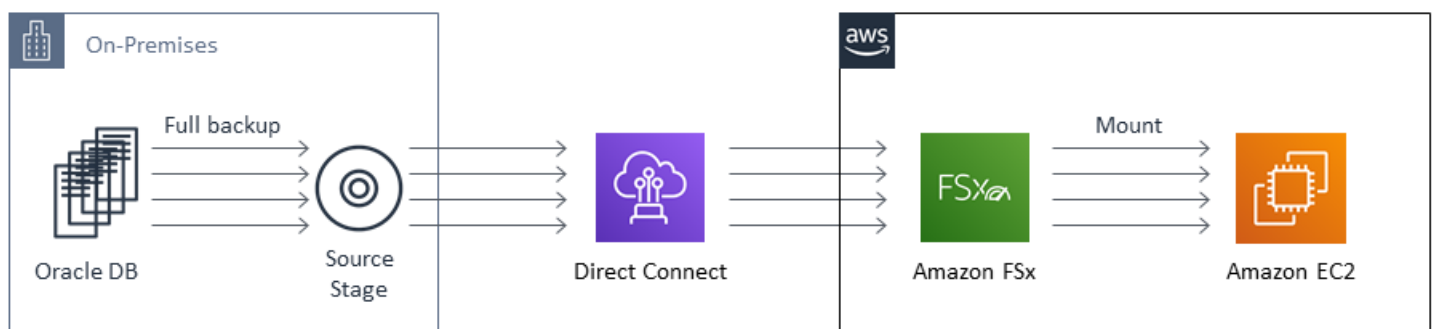 On-Premises
aws
Full backup
Mount
FSx
Oracle DB
Source
Stage
Direct Connect
Amazon FSx
Amazon EC2